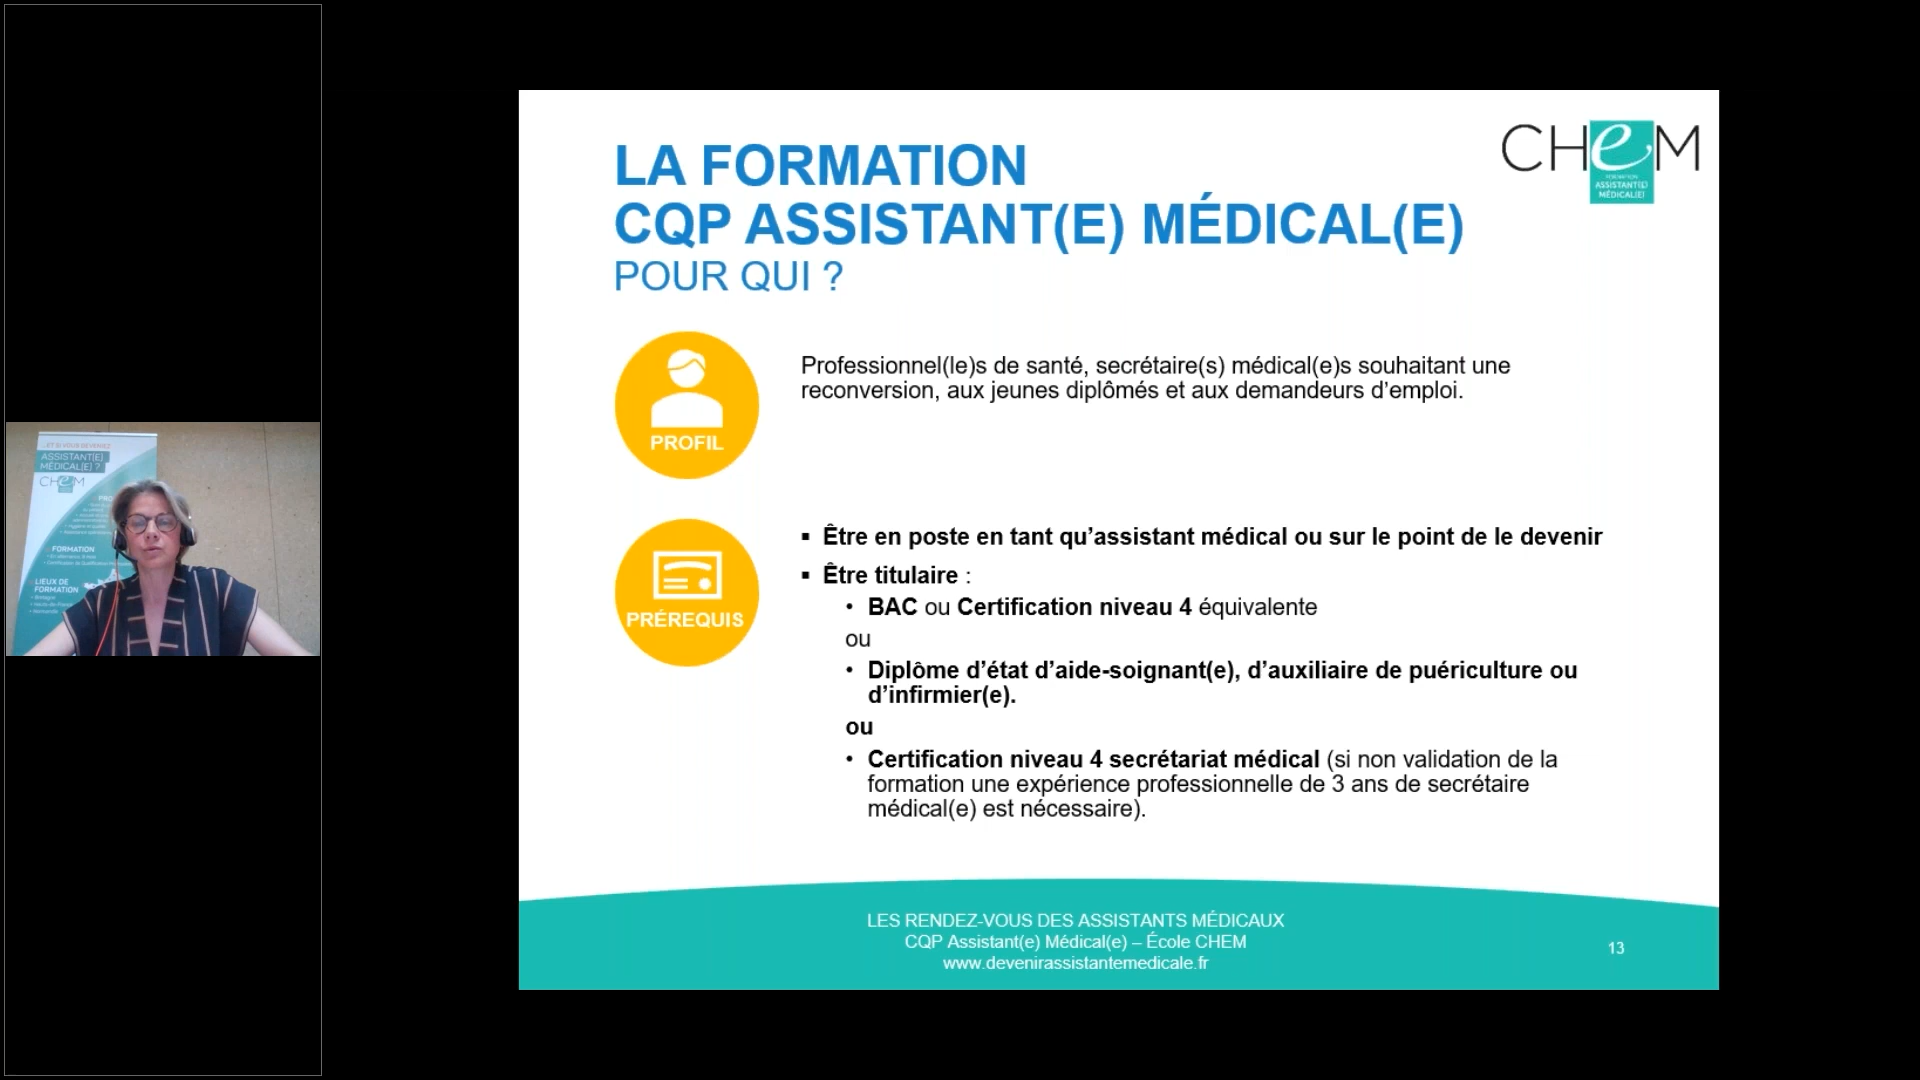 ...ET SI VOUS DEVENIEZ
ASSISTANT(E)
MÉDICAL(E) ?
CHeM
FORMATION
LIEUX DE
FORMATION
• Bretagne
• Hauts-de-France
• Normandie
CHeM
FORMATION
ASSISTANT(E)
MÉDICAL(E)
LA FORMATION
CQP ASSISTANT(E) MÉDICAL(E)
POUR QUI ?
PROFIL
Professionnel(le)s de santé, secrétaire(s) médical(e)s souhaitant une
reconversion, aux jeunes diplômés et aux demandeurs d’emploi.
PRÉREQUIS
▪ Être en poste en tant qu’assistant médical ou sur le point de le devenir
▪ Être titulaire :
• BAC ou Certification niveau 4 équivalente
ou
• Diplôme d’état d’aide-soignant(e), d’auxiliaire de puériculture ou
d’infirmier(e).
ou
• Certification niveau 4 secrétariat médical (si non validation de la
formation une expérience professionnelle de 3 ans de secrétaire
médical(e) est nécessaire).
LES RENDEZ-VOUS DES ASSISTANTS MÉDICAUX
CQP Assistant(e) Médical(e) – École CHEM
www.devenirassistantemedicale.fr
13